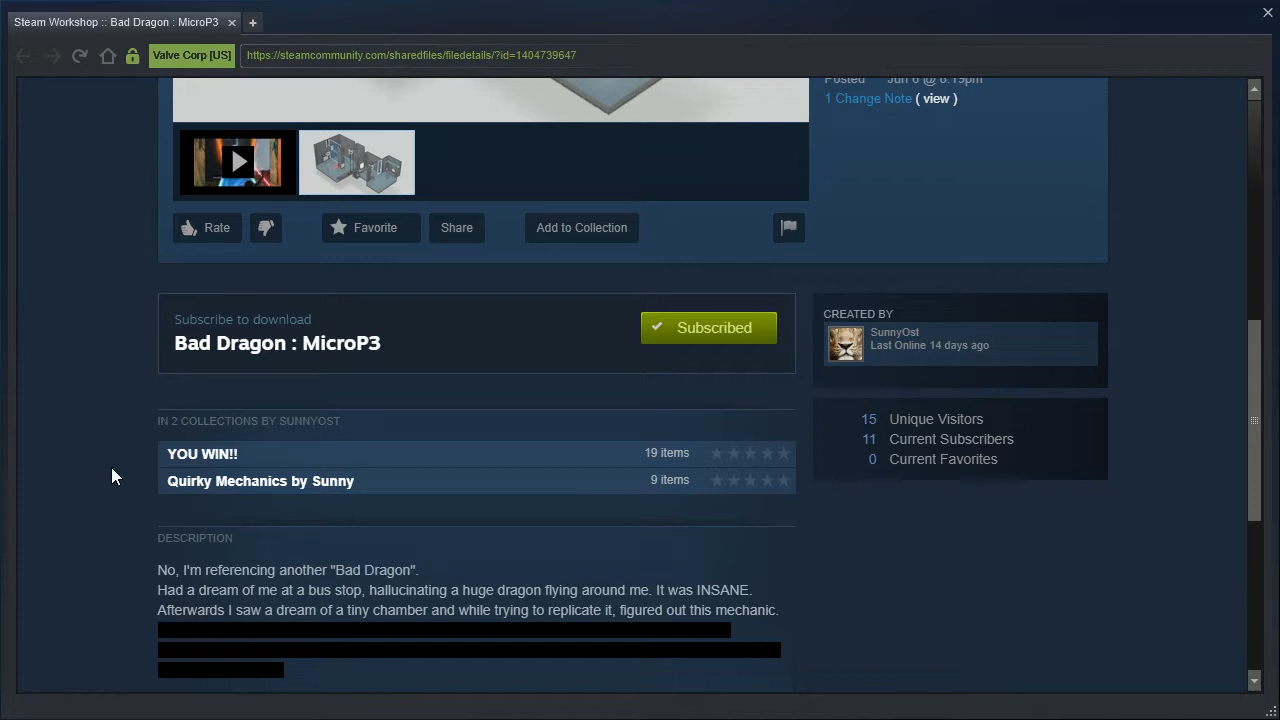 Steam Workshop :: Bad Dragon : MicroP3
Valve Corp [US]
https://steamcommunity.com/sharedfiles/filedetails/?id=1404739647
Posted Jun 6 @ 6:19pm
1 Change Note ( view )
Rate
Favorite
Share
Add to Collection
Subscribe to download
Bad Dragon : MicroP3
Subscribed
CREATED BY
SunnyOst
Last Online 14 days ago
15 Unique Visitors
11 Current Subscribers
0 Current Favorites
IN 2 COLLECTIONS BY SUNNYOST
YOU WIN!! 19 items
Quirky Mechanics by Sunny 9 items
DESCRIPTION
No, I'm referencing another "Bad Dragon".
Had a dream of me at a bus stop, hallucinating a huge dragon flying around me. It was INSANE.
Afterwards I saw a dream of a tiny chamber and while trying to replicate it, figured out this mechanic.